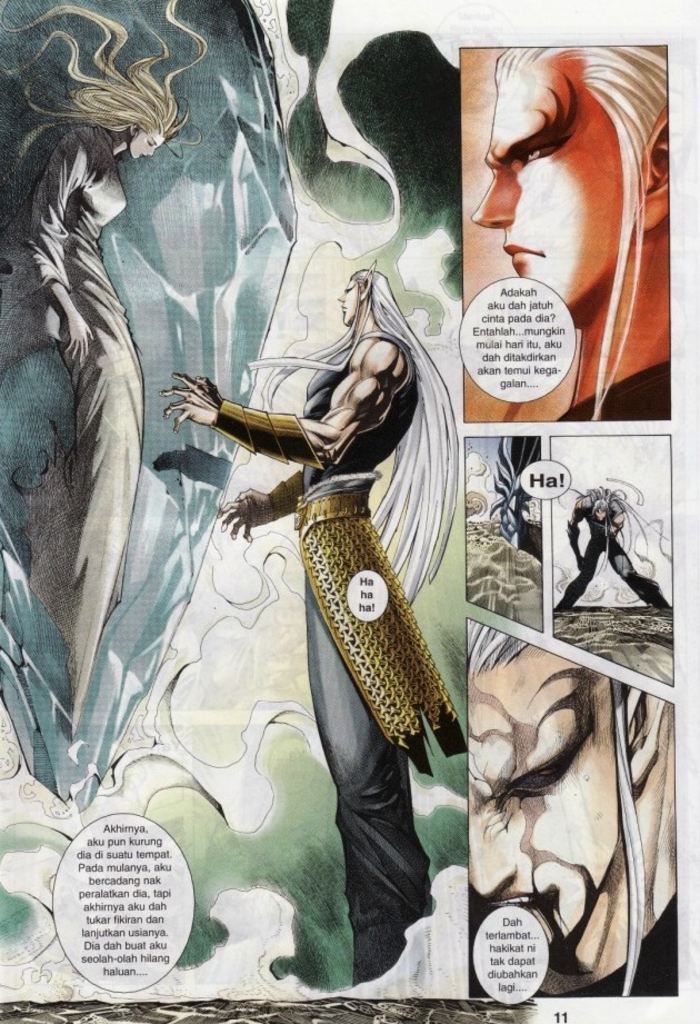 Adakah
aku dah jatuh
cinta pada dia?
Entahlah...mungkin
mulai hari itu, aku
dah ditakdirkan
akan temui kega-
galan....
Ha!
Ha
ha
ha!
Akhirnya,
aku pun kurung
dia di suatu tempat.
Pada mulanya, aku
bercadang nak
peralatkan dia, tapi
akhirnya aku dah
tukar fikiran dan
lanjutkan usianya.
Dia dah buat aku
seolah-olah hilang
haluan....
Dah
terlambat...
hakikat ni
tak dapat
diubahkan
lagi....
11